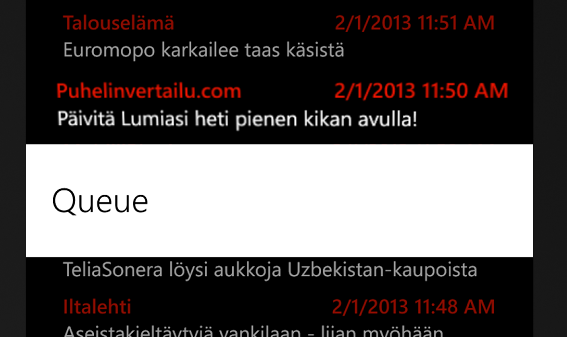 Talouselämä 2/1/2013 11:51 AM
Euromopo karkailee taas käsistä
Puhelinvertailu.com 2/1/2013 11:50 AM
Päivitä Lumiasi heti pienen kikan avulla!
Queue
TeliaSonera löysi aukkoja Uzbekistan-kaupoista
Iltalehti 2/1/2013 11:48 AM
Aseistakieltäytyjä vankilaan - liian myöhään